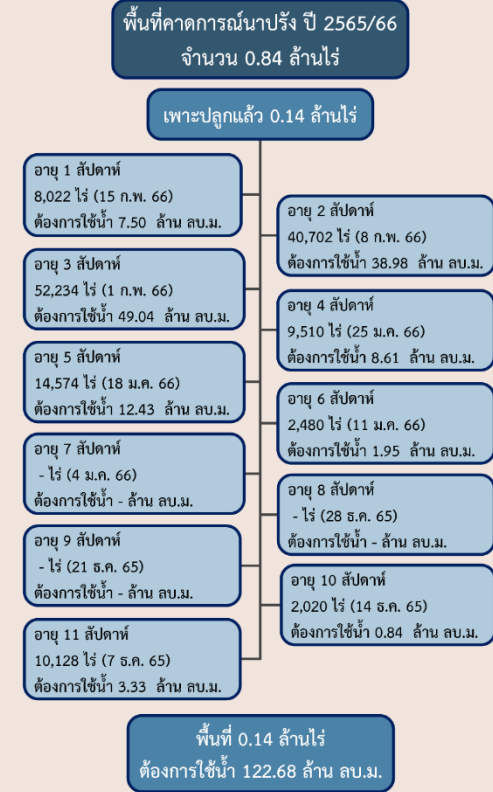 พื้นที่คาดการณ์นาปรัง ปี 2565/66
จำนวน 0.84 ล้านไร่
เพาะปลูกแล้ว 0.14 ล้านไร่
อายุ 1 สัปดาห์
8,022 ไร่ (15 ก.พ. 66)
ต้องการใช้น้ำ 7.50 ล้าน ลบ.ม.
อายุ 2 สัปดาห์
40,702 ไร่ (8 ก.พ. 66)
ต้องการใช้น้ำ 38.98 ล้าน ลบ.ม.
อายุ 3 สัปดาห์
52,234 ไร่ (1 ก.พ. 66)
ต้องการใช้น้ำ 49.04 ล้าน ลบ.ม.
อายุ 4 สัปดาห์
9,510 ไร่ (25 ม.ค. 66)
ต้องการใช้น้ำ 8.61 ล้าน ลบ.ม.
อายุ 5 สัปดาห์
14,574 ไร่ (18 ม.ค. 66)
ต้องการใช้น้ำ 12.43 ล้าน ลบ.ม.
อายุ 6 สัปดาห์
2,480 ไร่ (11 ม.ค. 66)
ต้องการใช้น้ำ 1.95 ล้าน ลบ.ม.
อายุ 7 สัปดาห์
- ไร่ (4 ม.ค. 66)
ต้องการใช้น้ำ - ล้าน ลบ.ม.
อายุ 8 สัปดาห์
- ไร่ (28 ธ.ค. 65)
ต้องการใช้น้ำ - ล้าน ลบ.ม.
อายุ 9 สัปดาห์
- ไร่ (21 ธ.ค. 65)
ต้องการใช้น้ำ - ล้าน ลบ.ม.
อายุ 10 สัปดาห์
2,020 ไร่ (14 ธ.ค. 65)
ต้องการใช้น้ำ 0.84 ล้าน ลบ.ม.
อายุ 11 สัปดาห์
10,128 ไร่ (7 ธ.ค. 65)
ต้องการใช้น้ำ 3.33 ล้าน ลบ.ม.
พื้นที่ 0.14 ล้านไร่
ต้องการใช้น้ำ 122.68 ล้าน ลบ.ม.